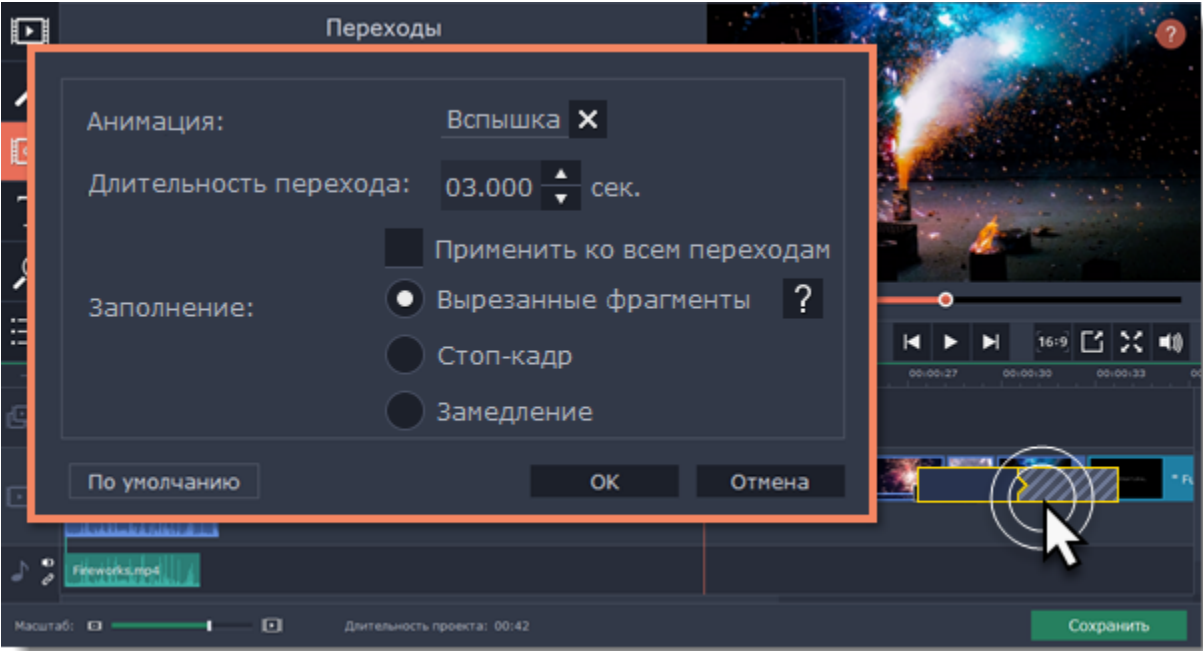 Переходы
?
Анимация: Вспышка
Длительность перехода: 03.000 сек.
Применить ко всем переходам
Заполнение: Вырезанные фрагменты ?
Стоп-кадр
Замедление
По умолчанию OK Отмена
16:9
00:00:27 00:00:30 00:00:33
Fireworks.mp4
Масштаб: Длительность проекта: 00:42 Сохранить